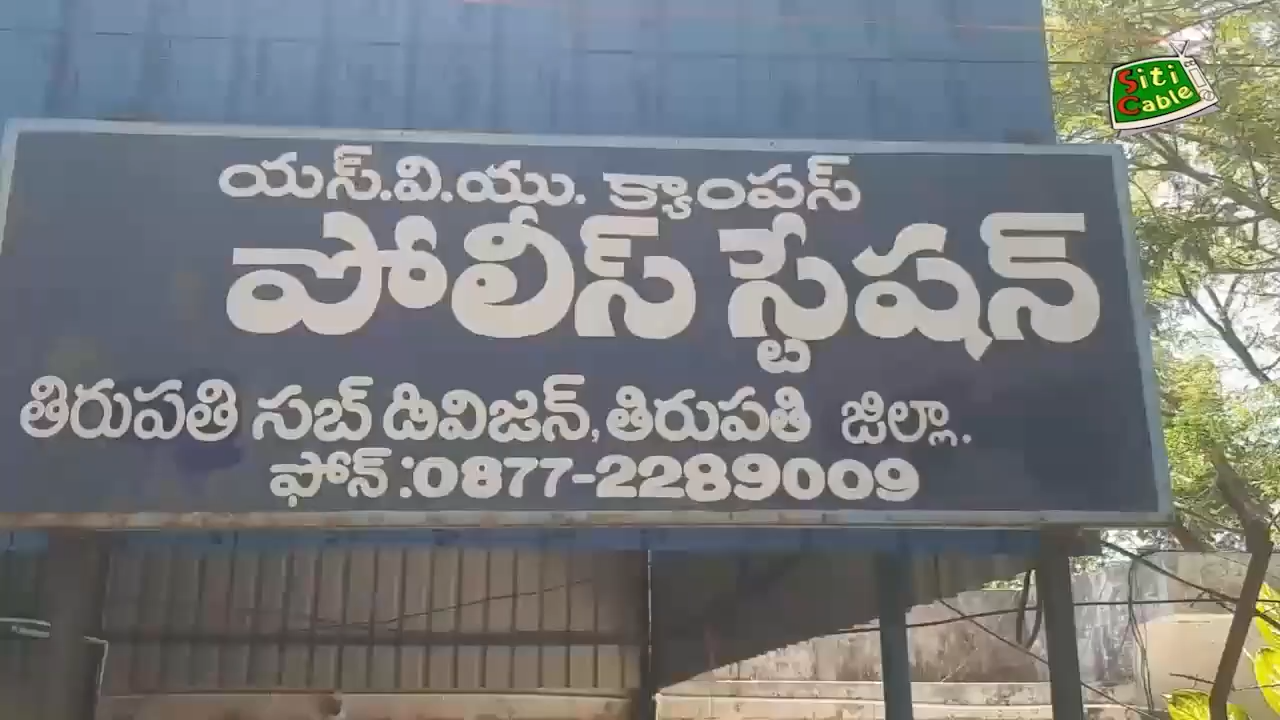 Siti
Cable
యస్.వి.యు. క్యాంపస్
పోలీస్ స్టేషన్
తిరుపతి సబ్ డివిజన్, తిరుపతి జిల్లా.
ఫోన్ :0877-2289009